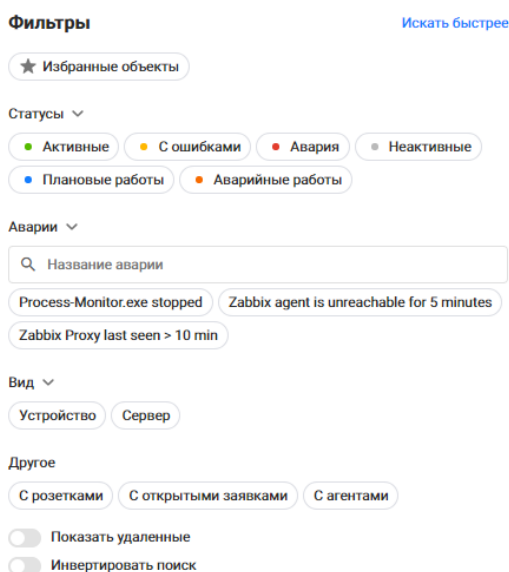 Фильтры Искать быстрее
Избранные объекты
Статусы
Активные С ошибками Авария Неактивные
Плановые работы Аварийные работы
Аварии
Название аварии
Process-Monitor.exe stopped Zabbix agent is unreachable for 5 minutes
Zabbix Proxy last seen > 10 min
Вид
Устройство Сервер
Другое
С розетками С открытыми заявками С агентами
Показать удаленные
Инвертировать поиск